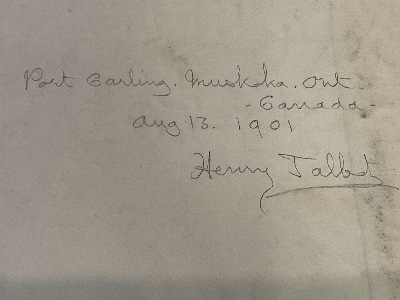 Port Carling. Muskoka. Ont.
- Canada -
Aug 13. 1901
Henry Talbot